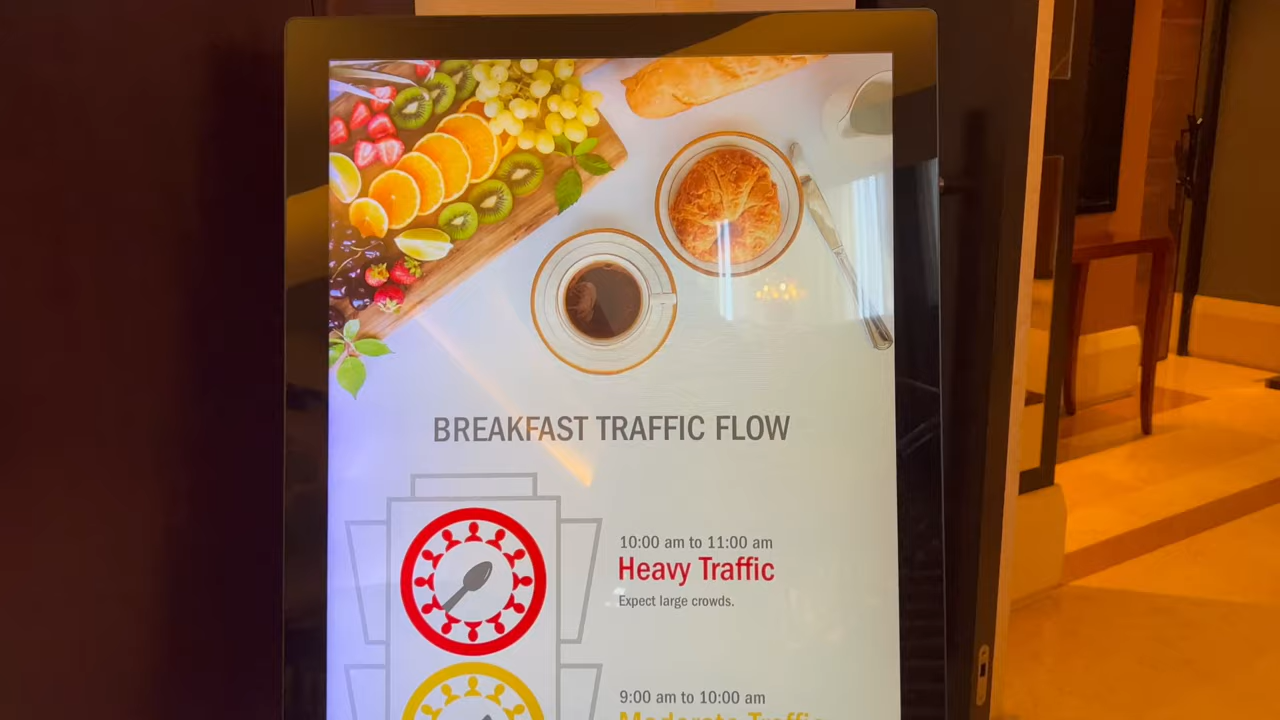 BREAKFAST TRAFFIC FLOW
10:00 am to 11:00 am
Heavy Traffic
Expect large crowds.
9:00 am to 10:00 am
Moderate Traffic